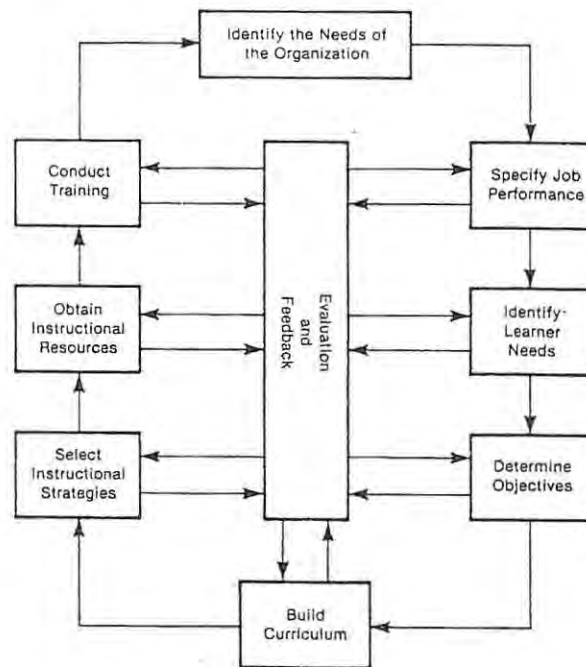 Identify the Needs of
the Organization
Conduct
Training
Specify Job
Performance
Evaluation
and
Feedback
Obtain
Instructional
Resources
Identify-
Learner
Needs
Select
Instructional
Strategies
Determine
Objectives
Build
Curriculum